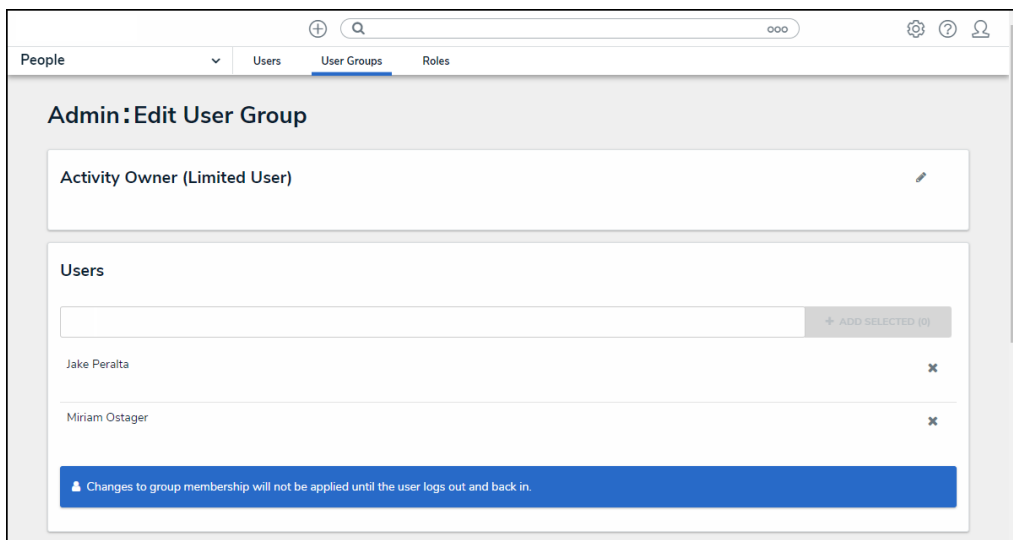 People
Users
User Groups
Roles
Admin:Edit User Group
Activity Owner (Limited User)
Users
+ ADD SELECTED (0)
Jake Peralta
Miriam Ostager
Changes to group membership will not be applied until the user logs out and back in.